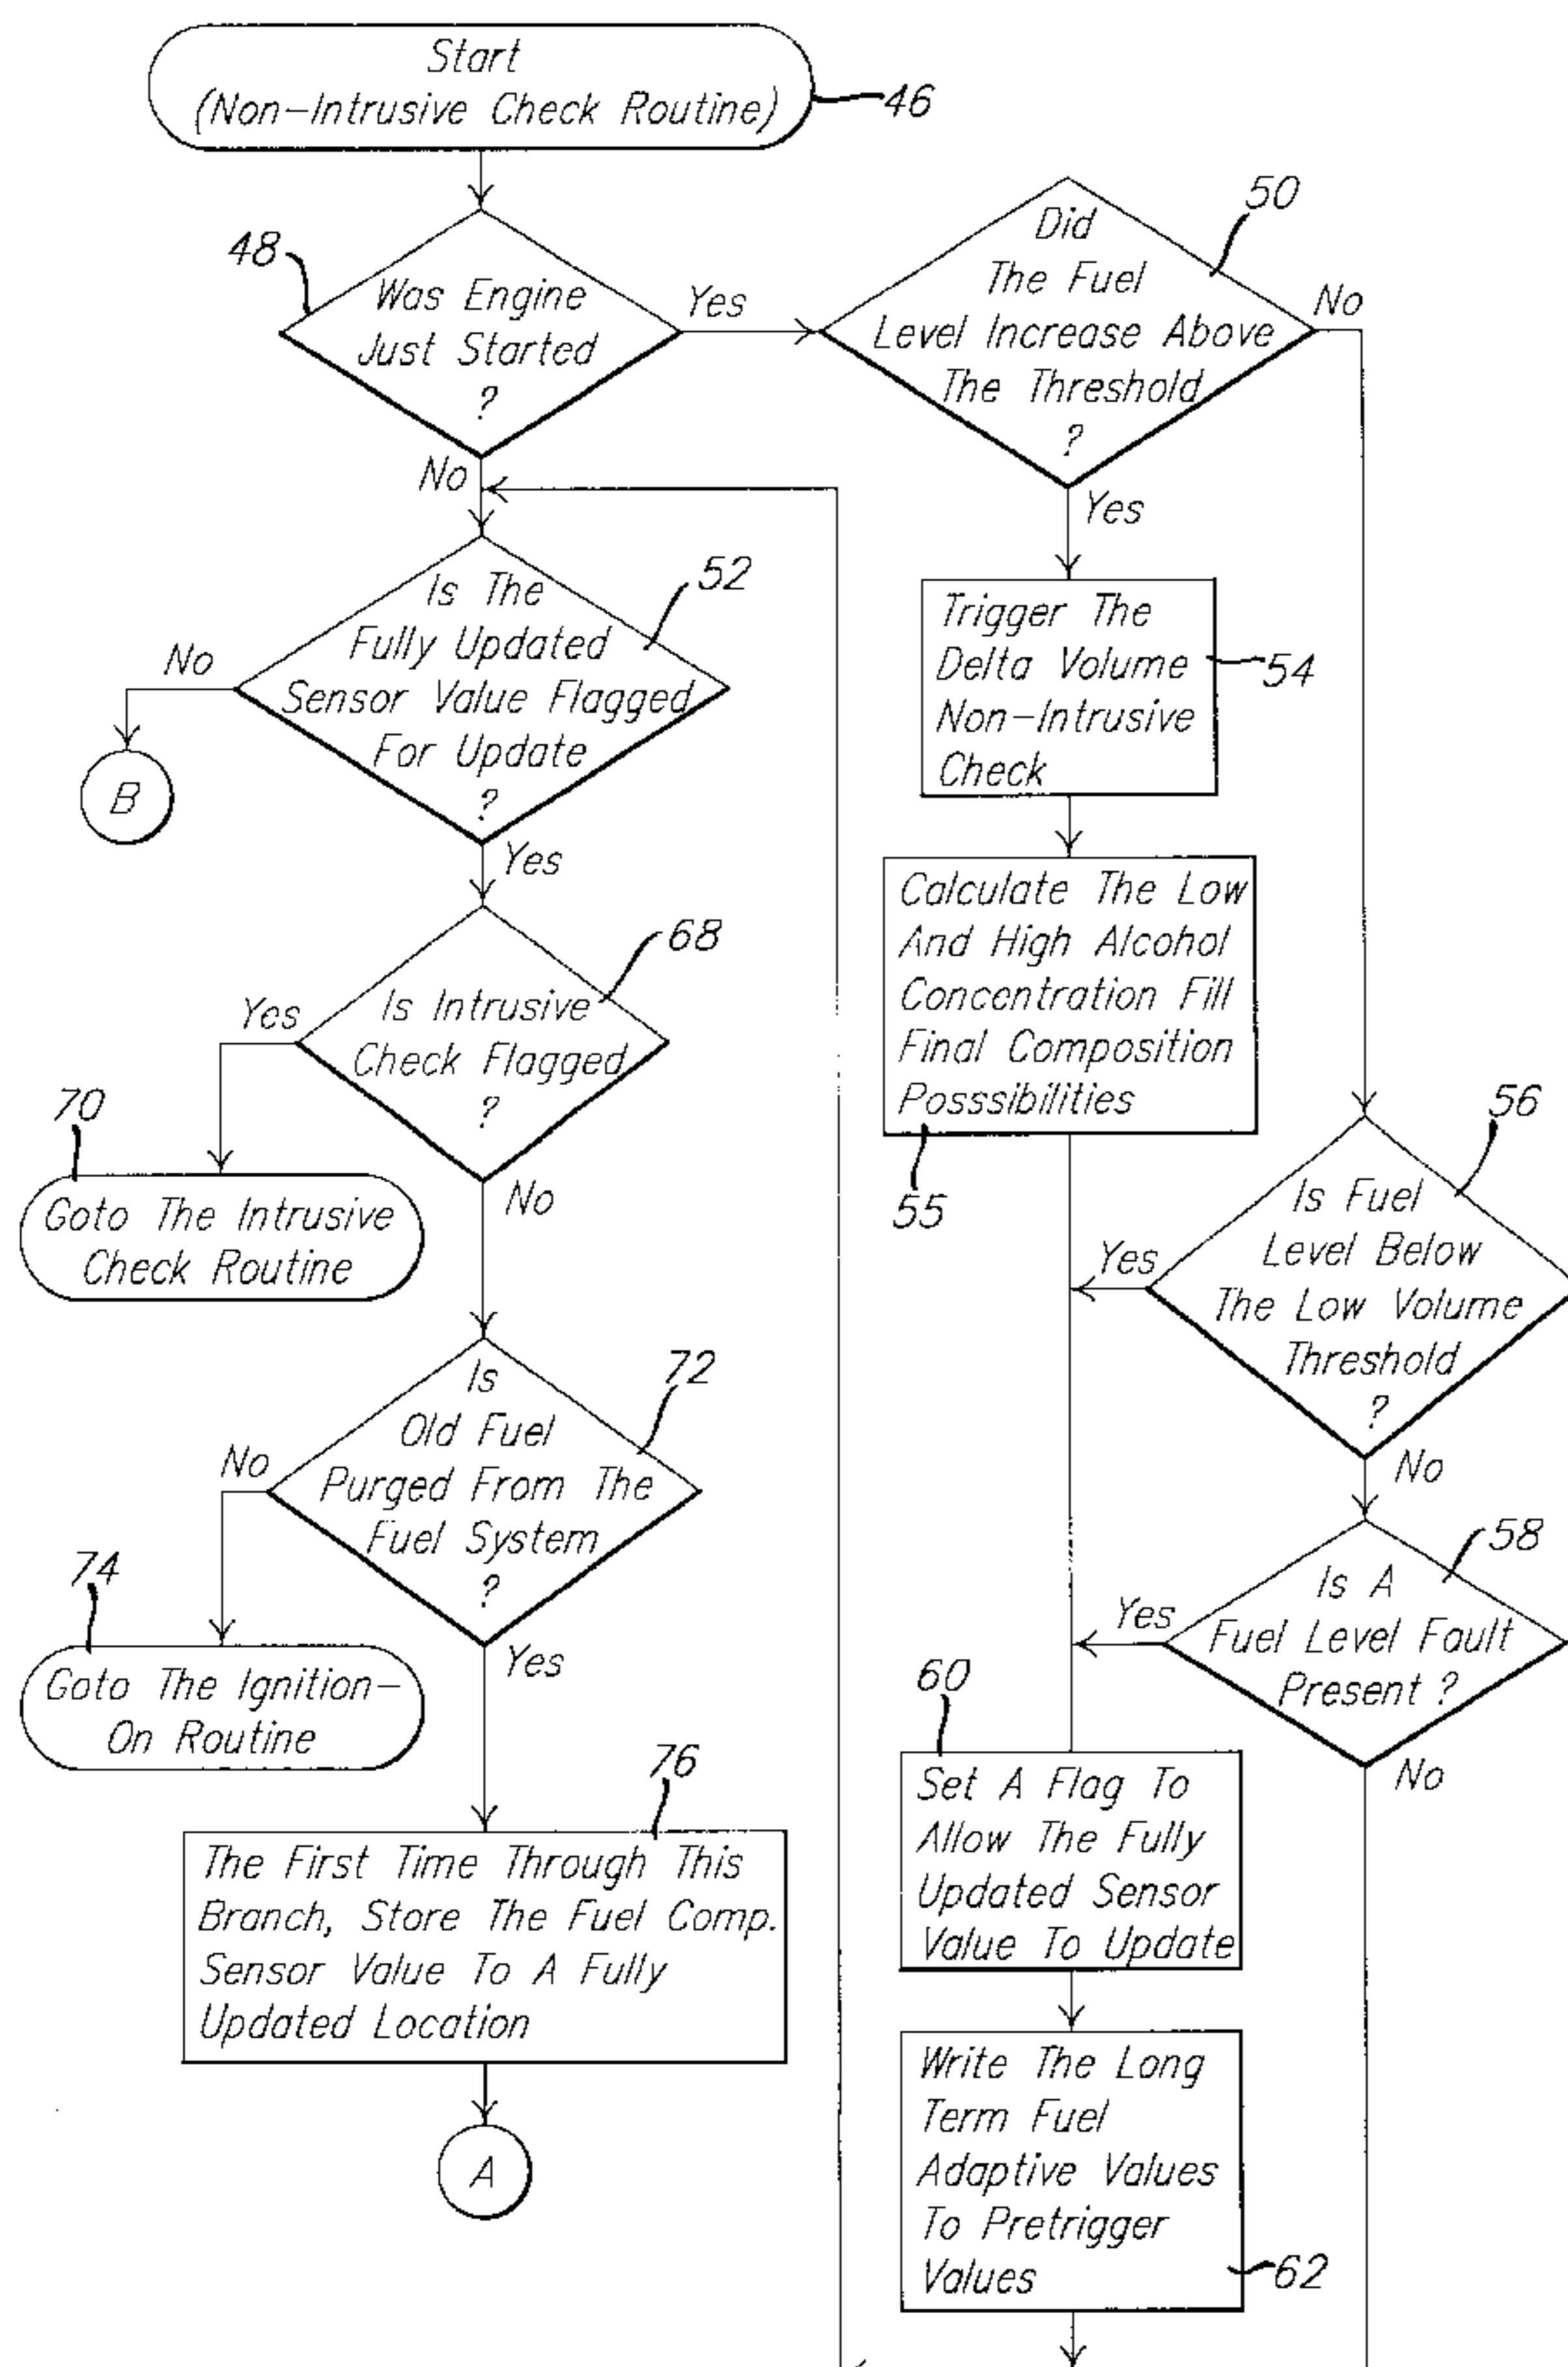 Start
(Non-Intrusive Check Routine)
46
48
Was Engine
Just Started
?
Yes
No
50
Did
The Fuel
Level Increase Above
The Threshold
?
No
Yes
52
Is The
Fully Updated
Sensor Value Flagged
For Update
?
No
B
Yes
Trigger The
Delta Volume
Non-Intrusive
Check
54
Calculate The Low
And High Alcohol
Concentration Fill
Final Composition
Posssibilities
55
68
Is Intrusive
Check Flagged
?
Yes
No
70
Goto The Intrusive
Check Routine
56
Is Fuel
Level Below
The Low Volume
Threshold
?
Yes
No
72
Is
Old Fuel
Purged From The
Fuel System
?
No
Yes
74
Goto The Ignition-
On Routine
58
Is A
Fuel Level Fault
Present ?
Yes
No
60
Set A Flag To
Allow The Fully
Updated Sensor
Value To Update
76
The First Time Through This
Branch, Store The Fuel Comp.
Sensor Value To A Fully
Updated Location
A
Write The Long
Term Fuel
Adaptive Values
To Pretrigger
Values
62